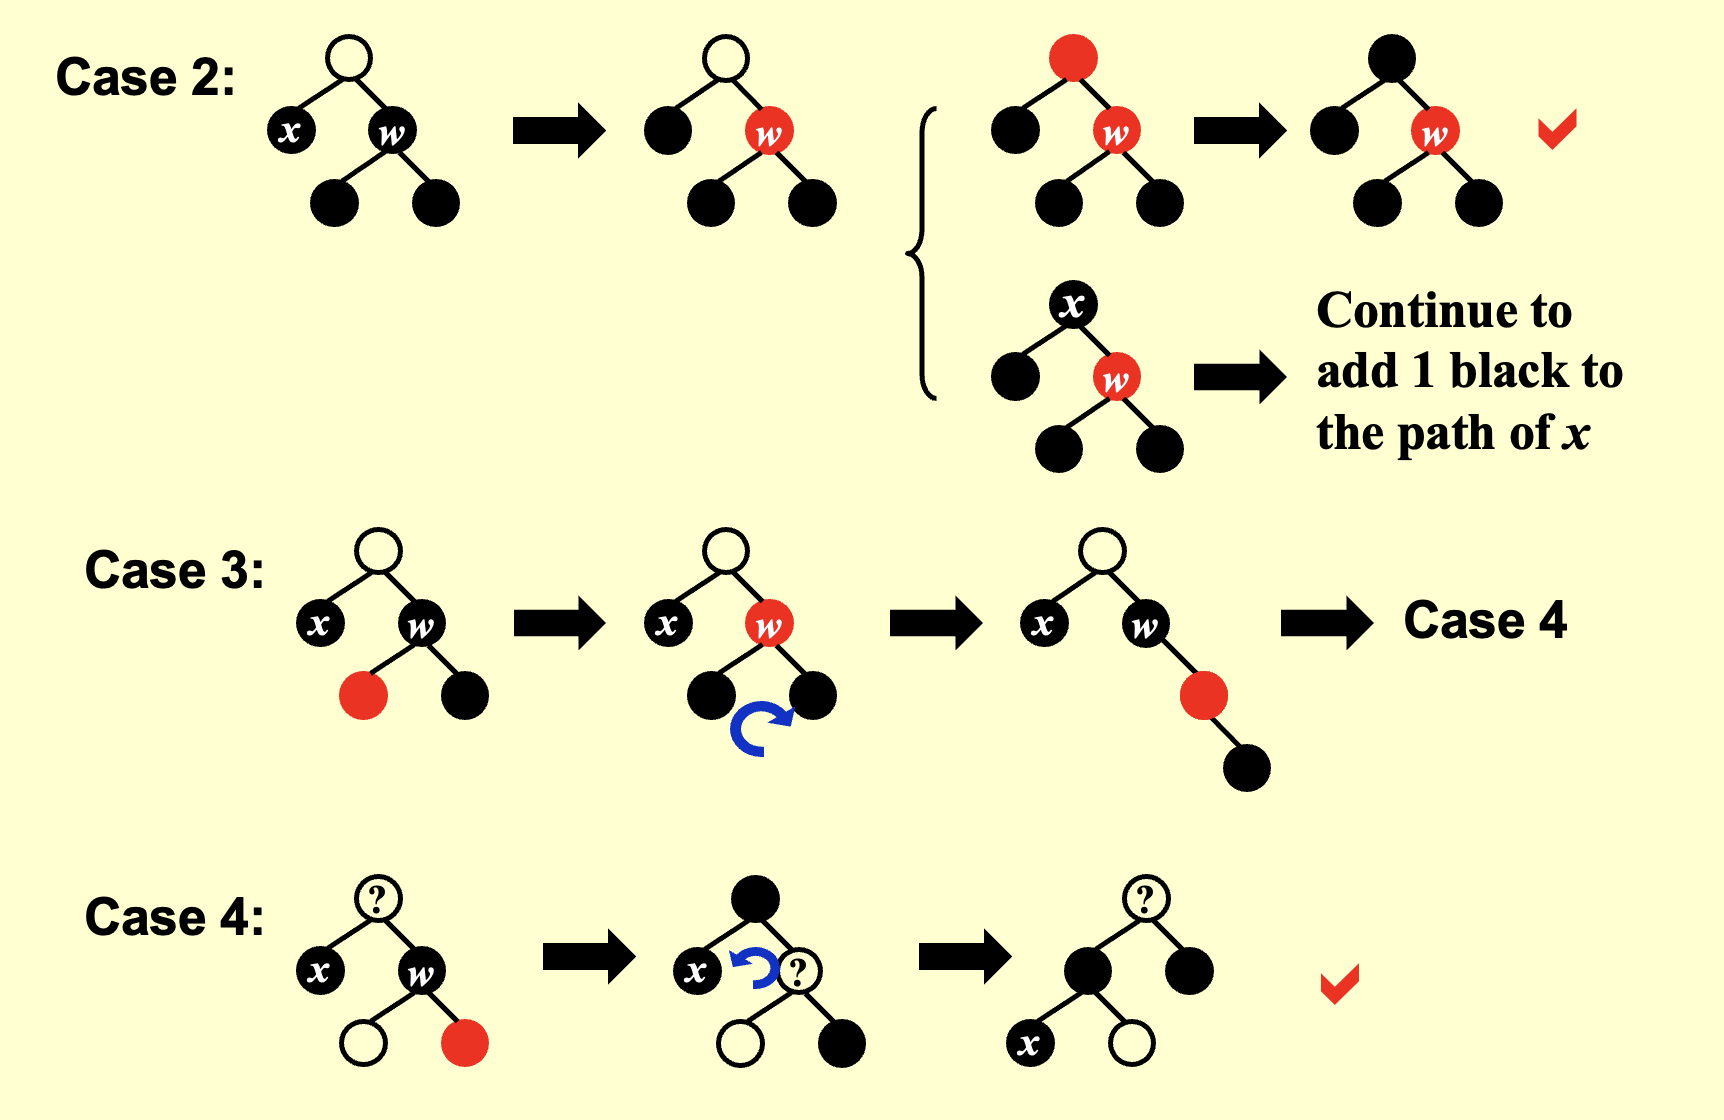 Case 2:
x w
w
w
w
x
w
Continue to
add 1 black to
the path of x
Case 3:
x w
x w
x w
Case 4
Case 4:
?
x w
x ?
?
x